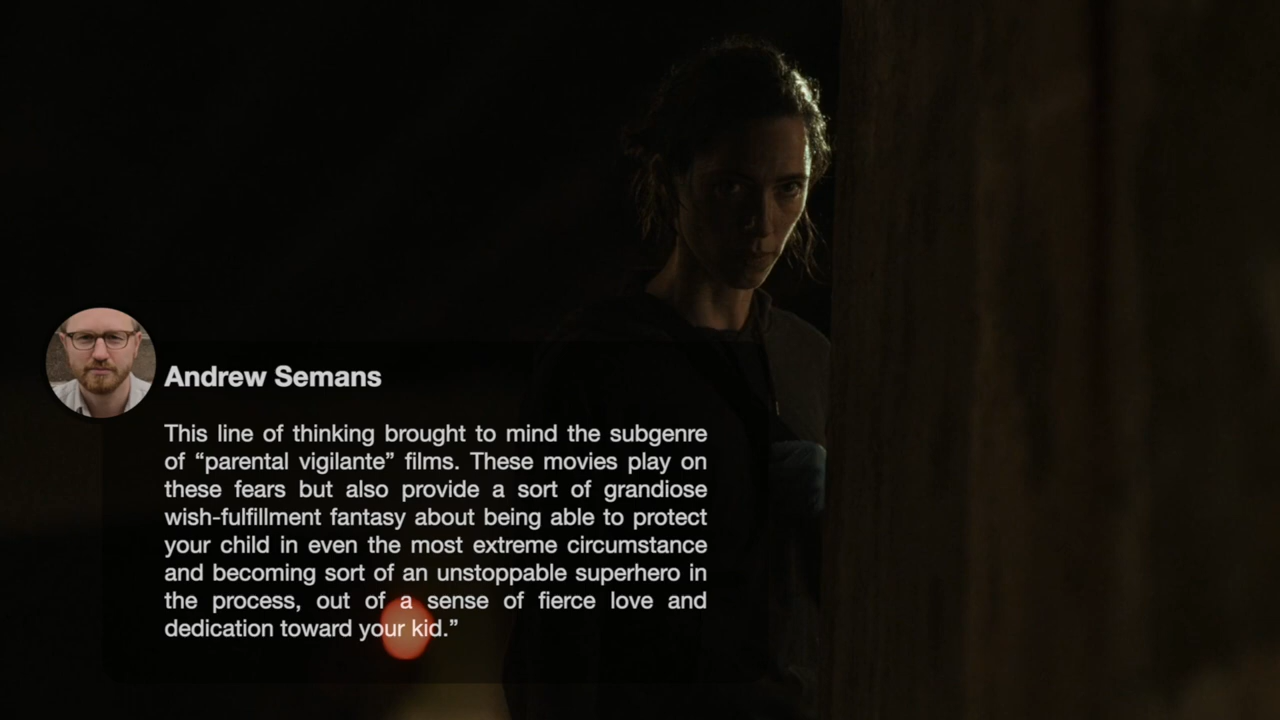 Andrew Semans
This line of thinking brought to mind the subgenre
of “parental vigilante” films. These movies play on
these fears but also provide a sort of grandiose
wish-fulfillment fantasy about being able to protect
your child in even the most extreme circumstance
and becoming sort of an unstoppable superhero in
the process, out of a sense of fierce love and
dedication toward your kid.”